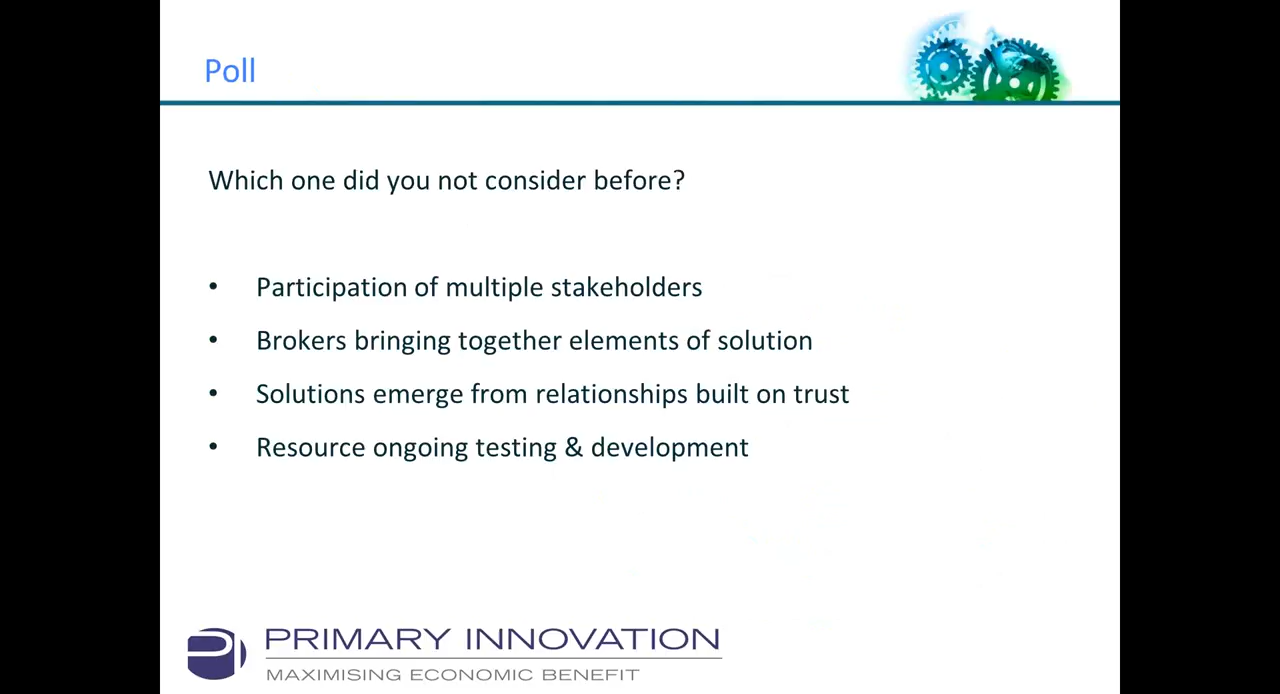 Poll
Which one did you not consider before?
• Participation of multiple stakeholders
• Brokers bringing together elements of solution
• Solutions emerge from relationships built on trust
• Resource ongoing testing & development
PRIMARY INNOVATION
MAXIMISING ECONOMIC BENEFIT